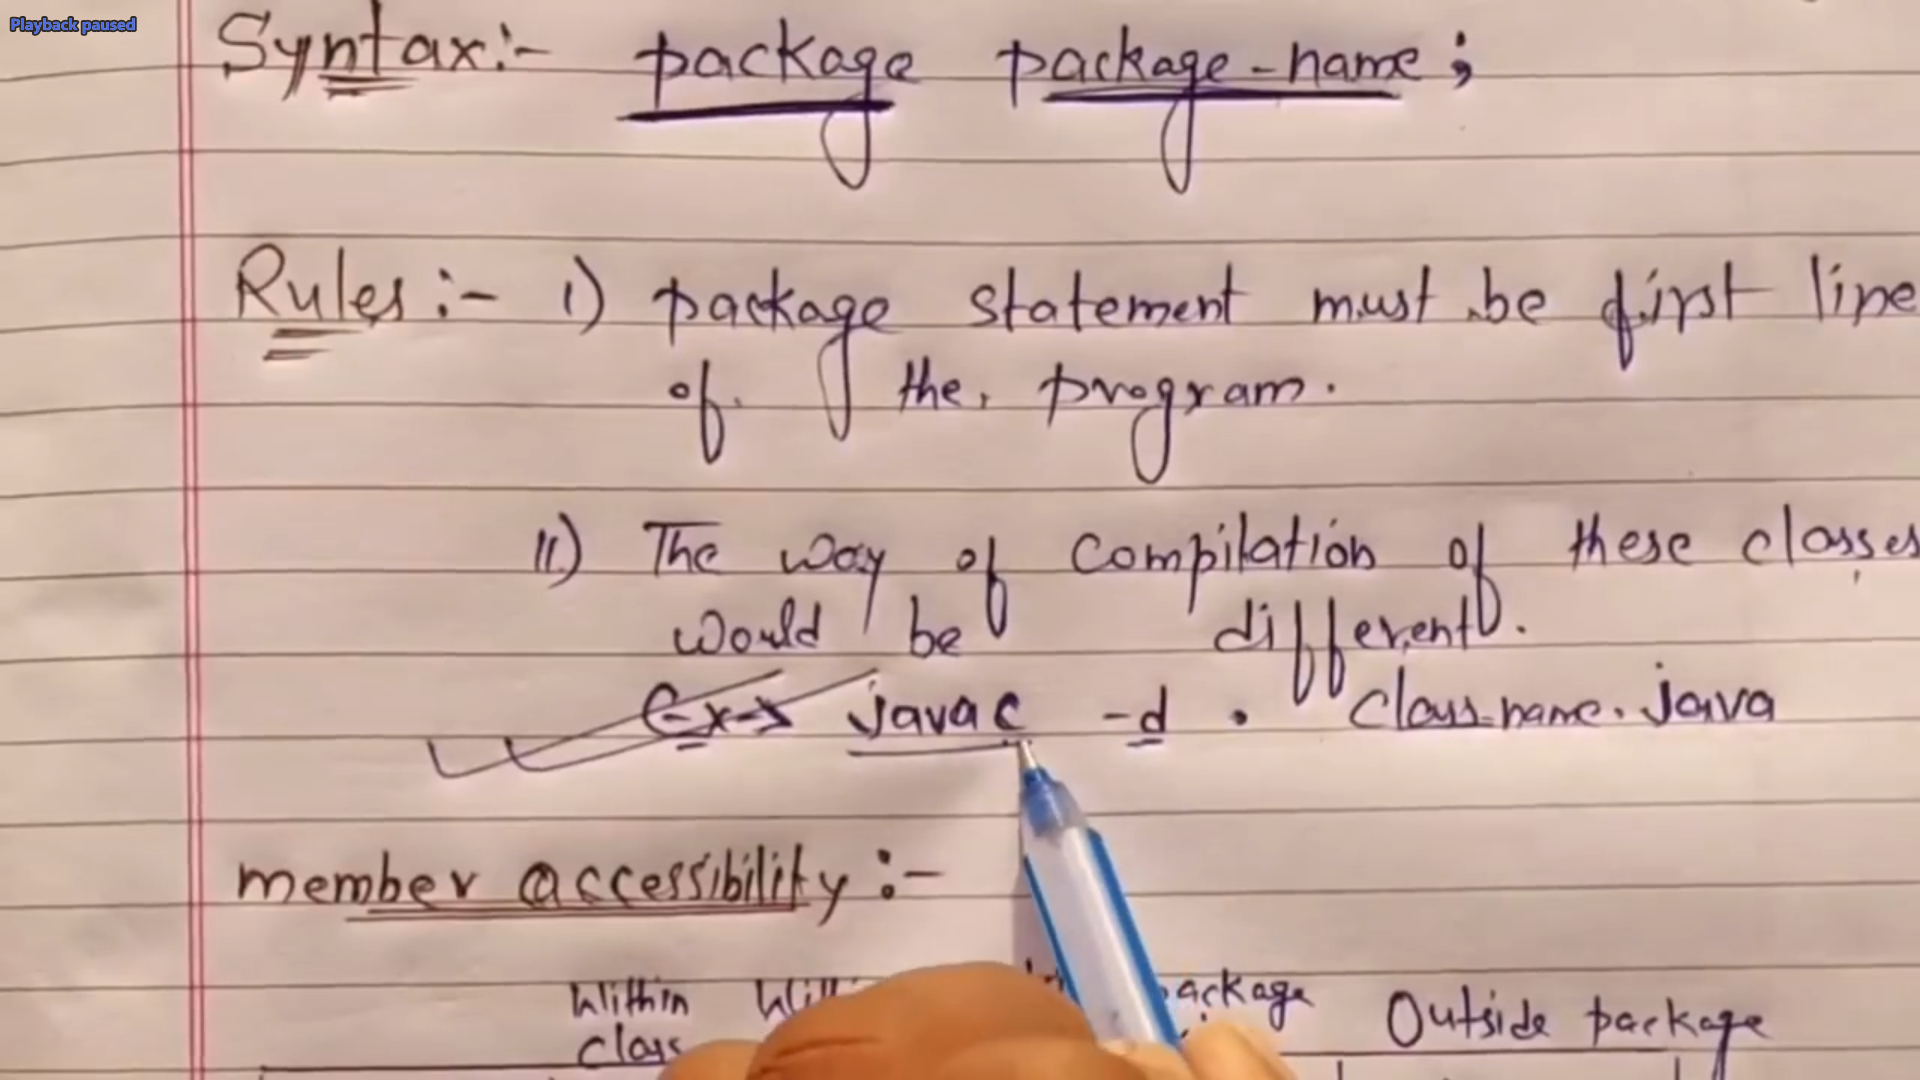 Playback paused
Syntax:- package package-name;
Rules:- i) package statement must be first line
of the program.
ii) The way of compilation of these classes
would be different.
Ex→ javac -d . Class-name.java
member accessibility:-
Within package Outside package
class